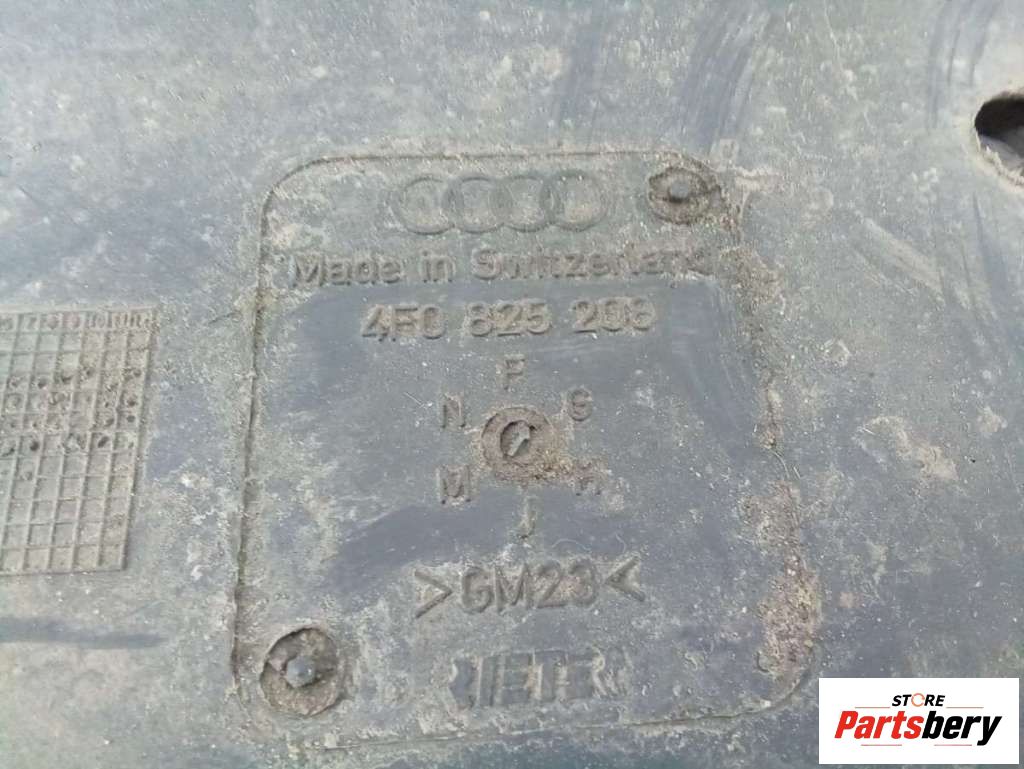 Made in Switzerland
4F0 825 208
P
N S
M H
J
>GM23<
RIETER
STORE
Partsbery